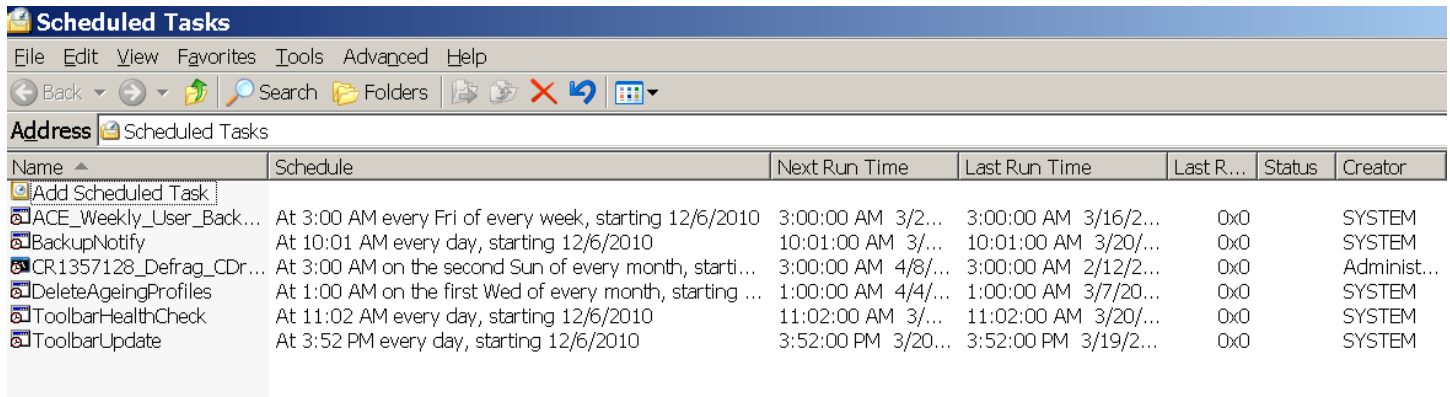 Scheduled Tasks
File Edit View Favorites Tools Advanced Help
Back Search Folders
Address Scheduled Tasks
Name Schedule Next Run Time Last Run Time Last R... Status Creator
Add Scheduled Task
ACE_Weekly_User_Back... At 3:00 AM every Fri of every week, starting 12/6/2010 3:00:00 AM 3/2... 3:00:00 AM 3/16/2... 0x0 SYSTEM
BackupNotify At 10:01 AM every day, starting 12/6/2010 10:01:00 AM 3/... 10:01:00 AM 3/20/... 0x0 SYSTEM
CR1357128_Defrag_CDr... At 3:00 AM on the second Sun of every month, starti... 3:00:00 AM 4/8/... 3:00:00 AM 2/12/2... 0x0 Administ...
DeleteAgeingProfiles At 1:00 AM on the first Wed of every month, starting ... 1:00:00 AM 4/4/... 1:00:00 AM 3/7/20... 0x0 SYSTEM
ToolbarHealthCheck At 11:02 AM every day, starting 12/6/2010 11:02:00 AM 3/... 11:02:00 AM 3/20/... 0x0 SYSTEM
ToolbarUpdate At 3:52 PM every day, starting 12/6/2010 3:52:00 PM 3/20... 3:52:00 PM 3/19/2... 0x0 SYSTEM